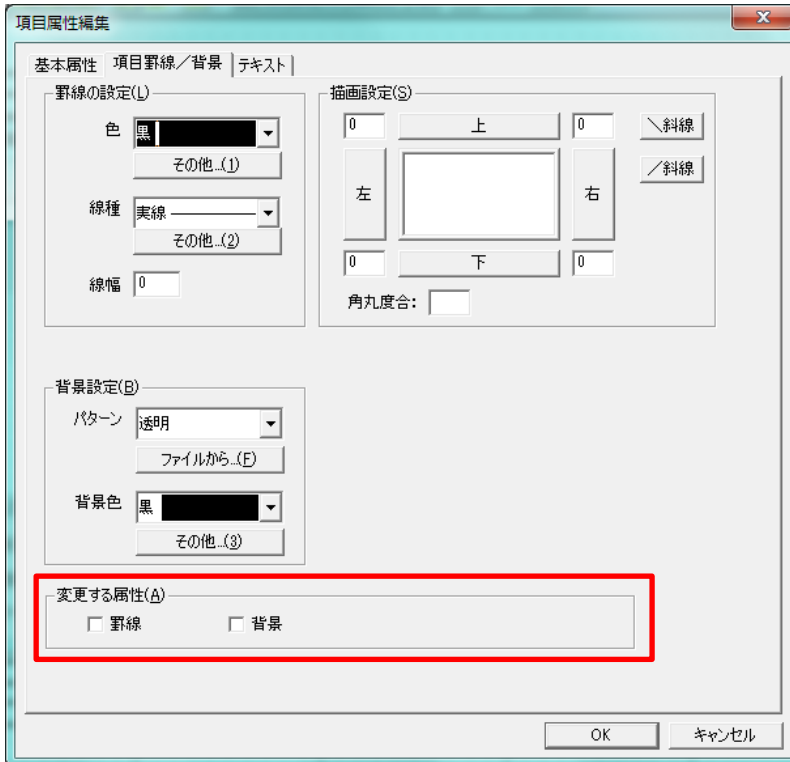 項目属性編集
基本属性 項目罫線/背景 テキスト
罫線の設定(L)
色 黒
その他...(1)
線種 実線
その他...(2)
線幅 0
描画設定(S)
0 上 0 \斜線
左 右 /斜線
0 下 0
角丸度合:
背景設定(B)
パターン 透明
ファイルから...(F)
背景色 黒
その他...(3)
変更する属性(A)
罫線 背景
OK キャンセル